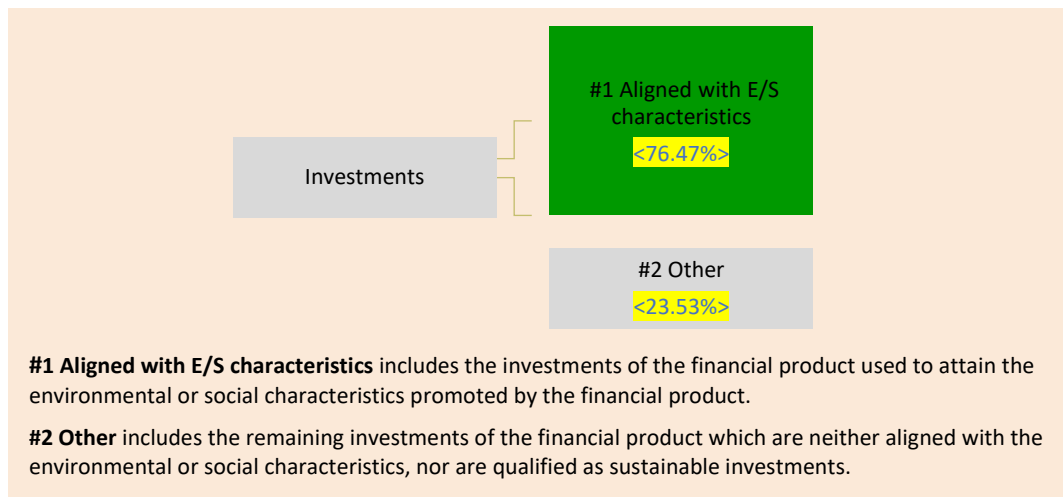 #1 Aligned with E/S
characteristics
<76.47%>
Investments
#2 Other
<23.53%>
#1 Aligned with E/S characteristics includes the investments of the financial product used to attain the
environmental or social characteristics promoted by the financial product.
#2 Other includes the remaining investments of the financial product which are neither aligned with the
environmental or social characteristics, nor are qualified as sustainable investments.